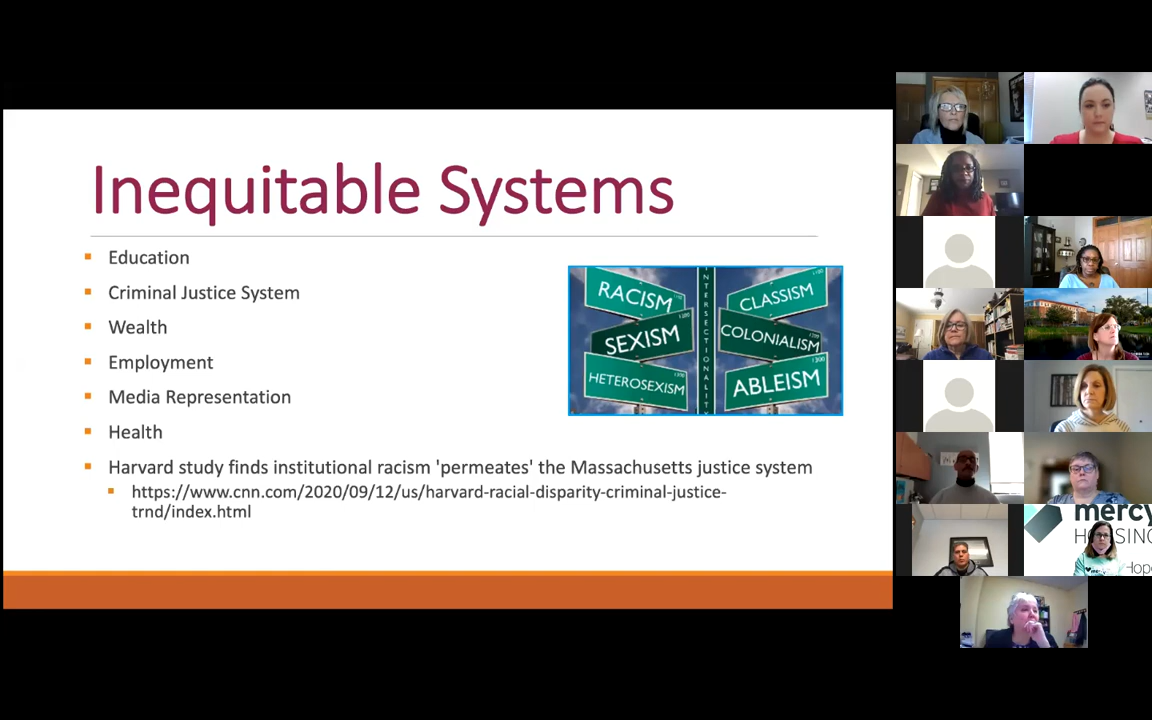 Inequitable Systems
Education
Criminal Justice System
Wealth
Employment
Media Representation
Health
Harvard study finds institutional racism 'permeates' the Massachusetts justice system
https://www.cnn.com/2020/09/12/us/harvard-racial-disparity-criminal-justice-
trnd/index.html
RACISM
SEXISM
HETEROSEXISM
INTERSECTIONALITY
CLASSISM
COLONIALISM
ABLEISM
mercy
HOUSING
Hope